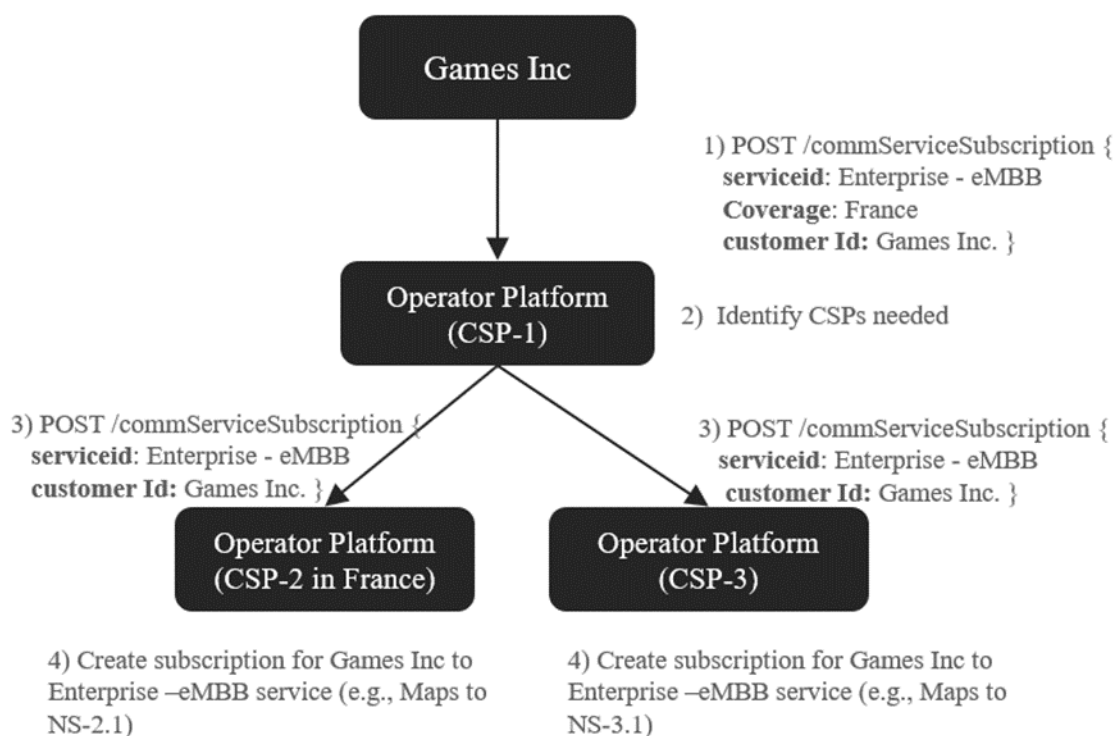 Games Inc
1) POST /commServiceSubscription {
serviceid: Enterprise - eMBB
Coverage: France
customer Id: Games Inc. }
Operator Platform
(CSP-1)
2) Identify CSPs needed
3) POST /commServiceSubscription {
serviceid: Enterprise - eMBB
customer Id: Games Inc. }
3) POST /commServiceSubscription {
serviceid: Enterprise - eMBB
customer Id: Games Inc. }
Operator Platform
(CSP-2 in France)
Operator Platform
(CSP-3)
4) Create subscription for Games Inc to
Enterprise –eMBB service (e.g., Maps to
NS-2.1)
4) Create subscription for Games Inc to
Enterprise –eMBB service (e.g., Maps to
NS-3.1)